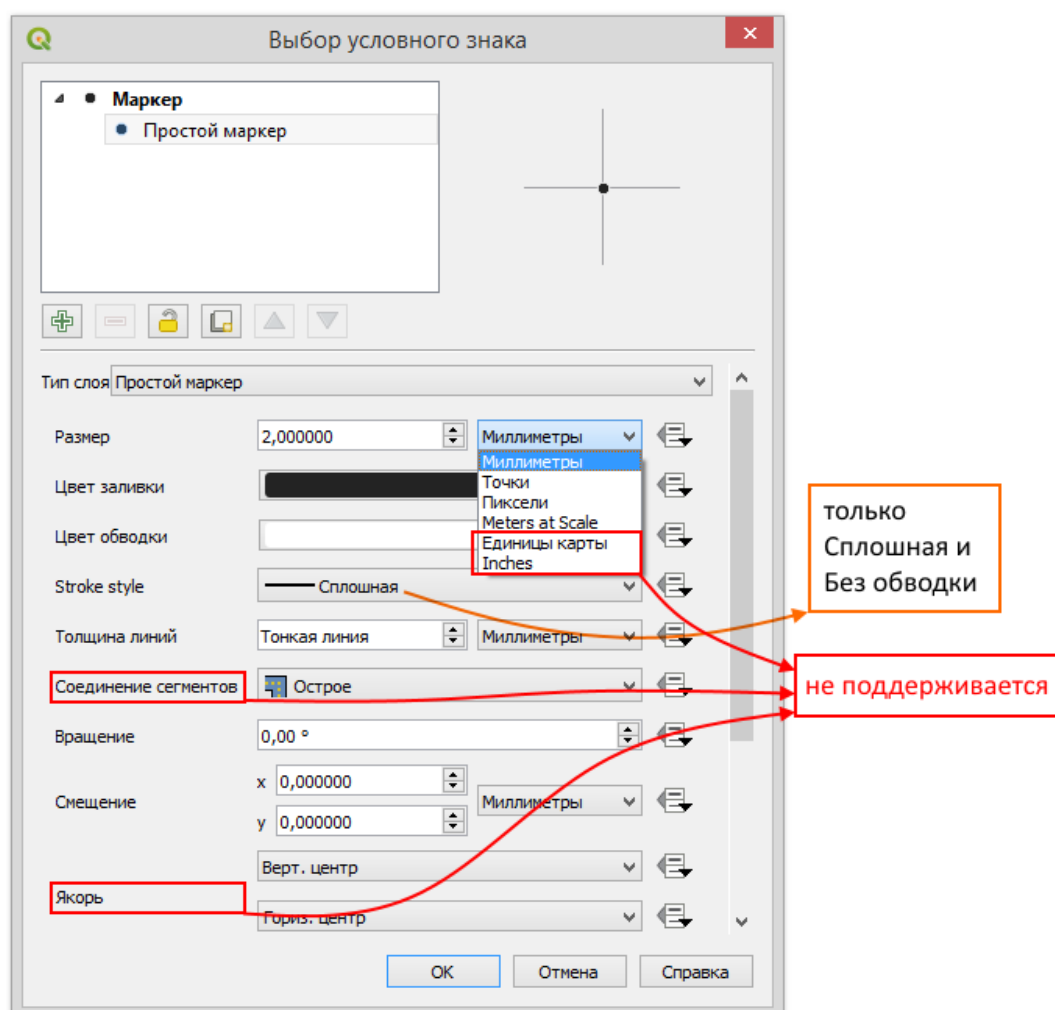 Выбор условного знака
Маркер
Простой маркер
Тип слоя Простой маркер
Размер 2,000000 Миллиметры
Миллиметры
Точки
Пиксели
Meters at Scale
Единицы карты
Inches
Цвет заливки
Цвет обводки
Stroke style Сплошная
Толщина линий Тонкая линия Миллиметры
Соединение сегментов Острое
Вращение 0,00 °
Смещение x 0,000000 Миллиметры
y 0,000000
Якорь Верт. центр
Гориз. центр
OK Отмена Справка
только
Сплошная и
Без обводки
не поддерживается